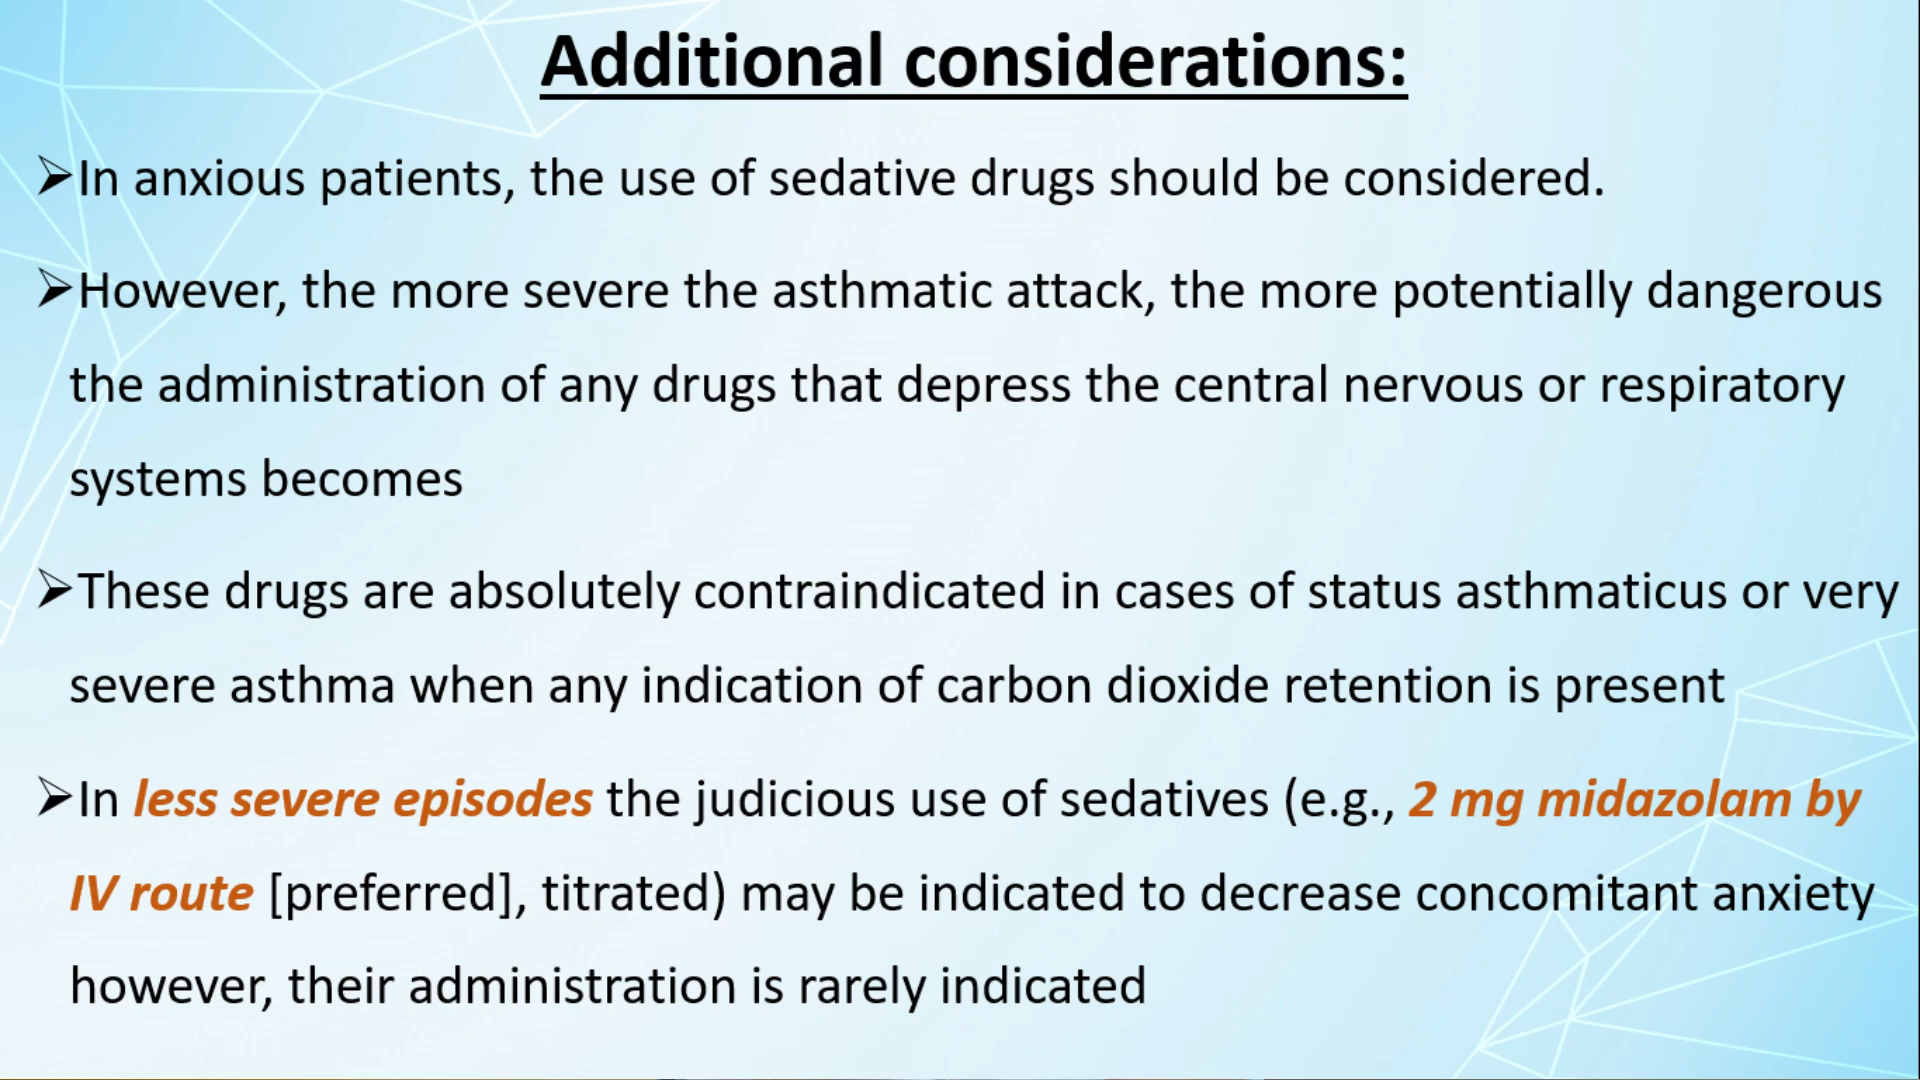 Additional considerations:
➢In anxious patients, the use of sedative drugs should be considered.
➢However, the more severe the asthmatic attack, the more potentially dangerous
the administration of any drugs that depress the central nervous or respiratory
systems becomes
➢These drugs are absolutely contraindicated in cases of status asthmaticus or very
severe asthma when any indication of carbon dioxide retention is present
➢In less severe episodes the judicious use of sedatives (e.g., 2 mg midazolam by
IV route [preferred], titrated) may be indicated to decrease concomitant anxiety
however, their administration is rarely indicated